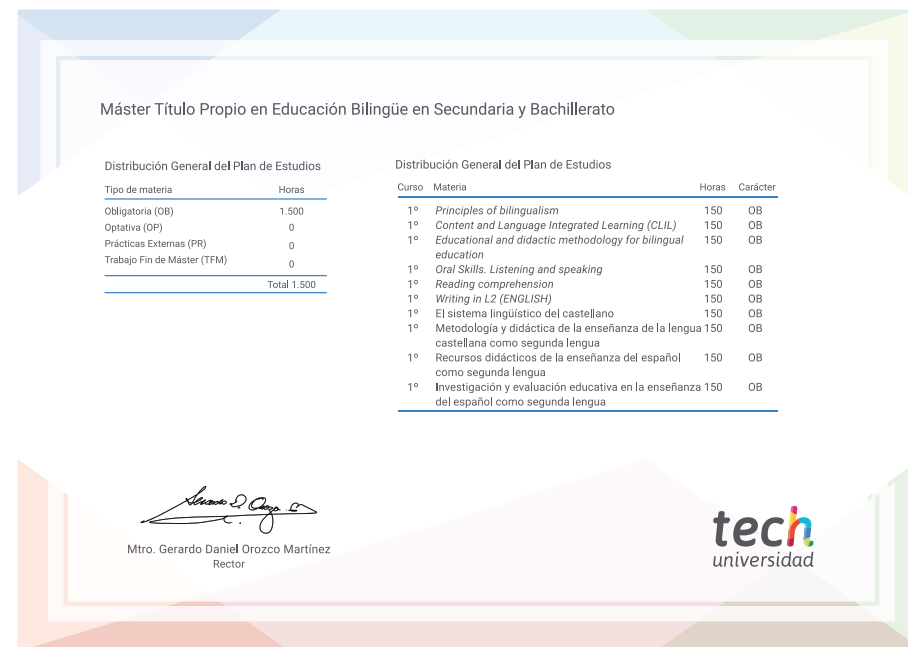 Máster Título Propio en Educación Bilingüe en Secundaria y Bachillerato
Distribución General del Plan de Estudios
Tipo de materia Horas
Obligatoria (OB) 1.500
Optativa (OP) 0
Prácticas Externas (PR) 0
Trabajo Fin de Máster (TFM) 0
Total 1.500
Distribución General del Plan de Estudios
Curso Materia Horas Carácter
1º Principles of bilingualism 150 OB
1º Content and Language Integrated Learning (CLIL) 150 OB
1º Educational and didactic methodology for bilingual 150 OB
education
1º Oral Skills. Listening and speaking 150 OB
1º Reading comprehension 150 OB
1º Writing in L2 (ENGLISH) 150 OB
1º El sistema lingüístico del castellano 150 OB
1º Metodología y didáctica de la enseñanza de la lengua 150 OB
castellana como segunda lengua
1º Recursos didácticos de la enseñanza del español 150 OB
como segunda lengua
1º Investigación y evaluación educativa en la enseñanza 150 OB
del español como segunda lengua
Mtro. Gerardo Daniel Orozco Martínez
Rector
tech
universidad